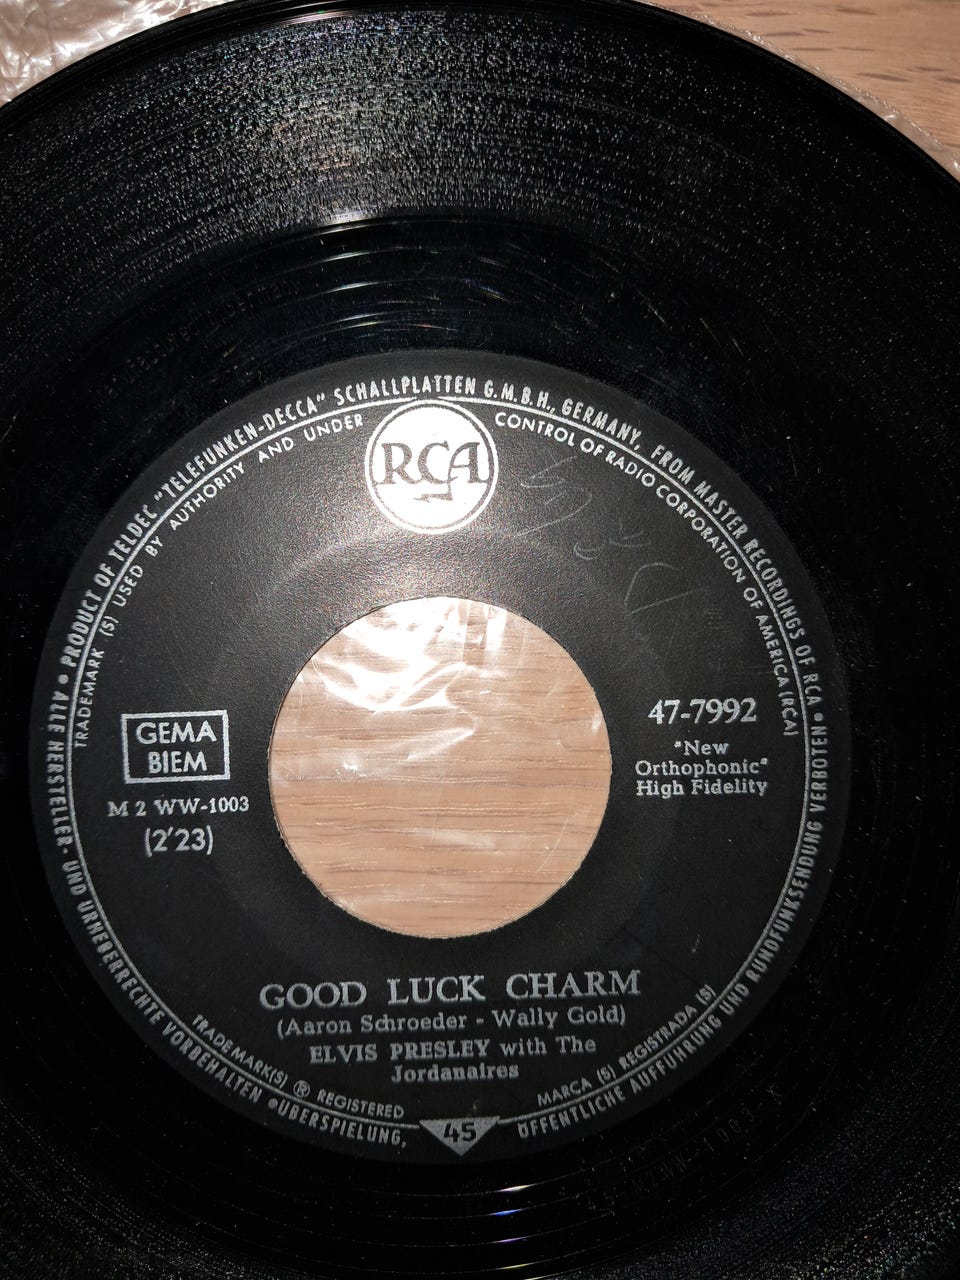 • PRODUCT OF TELDEC "TELEFUNKEN-DECCA" SCHALLPLATTEN G.M.B.H., GERMANY, FROM MASTER RECORDINGS OF RCA •
TRADEMARK (S) USED BY AUTHORITY AND UNDER CONTROL OF RADIO CORPORATION OF AMERICA (RCA)
RCA
47-7992
"New
Orthophonic"
High Fidelity
GEMA
BIEM
M 2 WW-1003
(2'23)
GOOD LUCK CHARM
(Aaron Schroeder - Wally Gold)
ELVIS PRESLEY with The
Jordanaires
TRADEMARK(S) ® REGISTERED
MARCA (S) REGISTRADA (S)
45
ALLE HERSTELLER- UND URHEBERRECHTE VORBEHALTEN • ÜBERSPIELUNG, ÖFFENTLICHE AUFFUHRUNG UND RUNDFUNKSENDUNG VERBOTEN